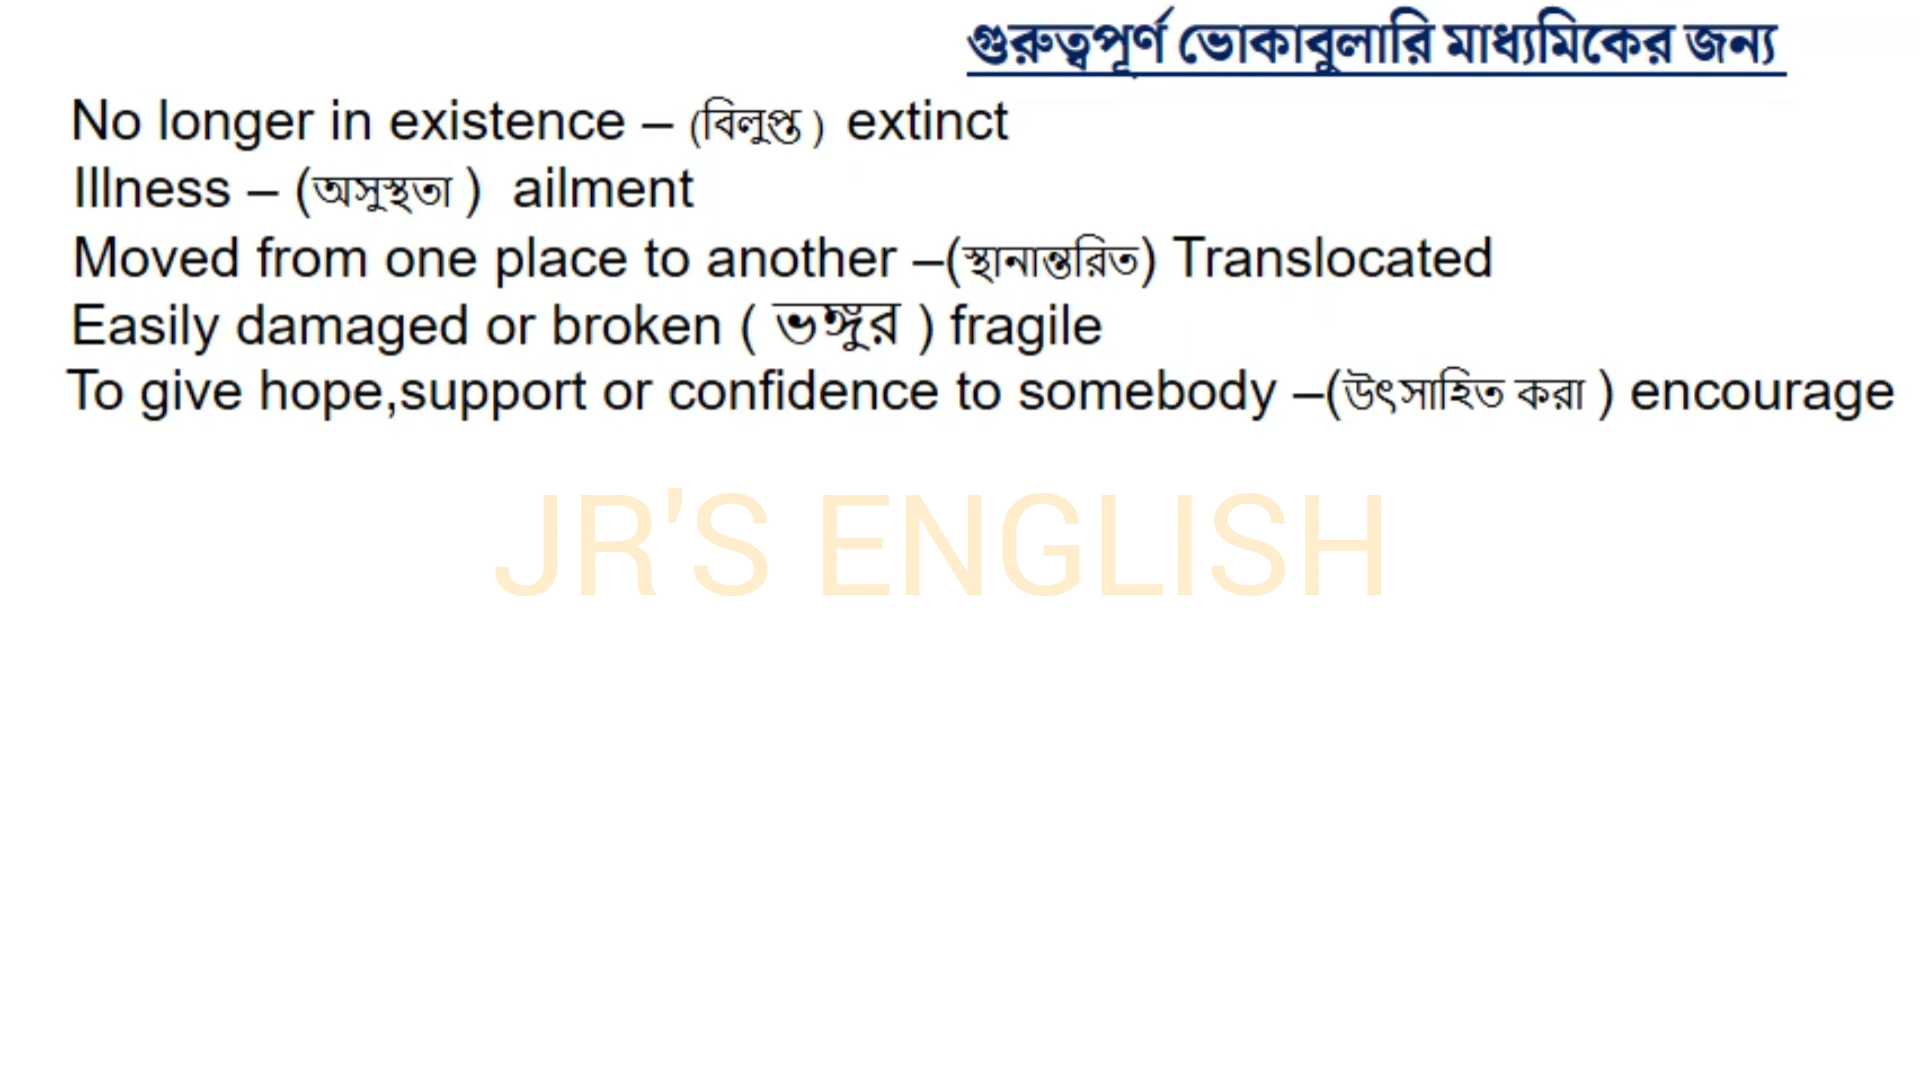 গুরুত্বপূর্ণ ভোকাবুলারি মাধ্যমিকের জন্য
No longer in existence – (বিলুপ্ত ) extinct
Illness – (অসুস্থতা ) ailment
Moved from one place to another –(স্থানান্তরিত) Translocated
Easily damaged or broken ( ভঙ্গুর ) fragile
To give hope,support or confidence to somebody –(উৎসাহিত করা ) encourage
JR'S ENGLISH